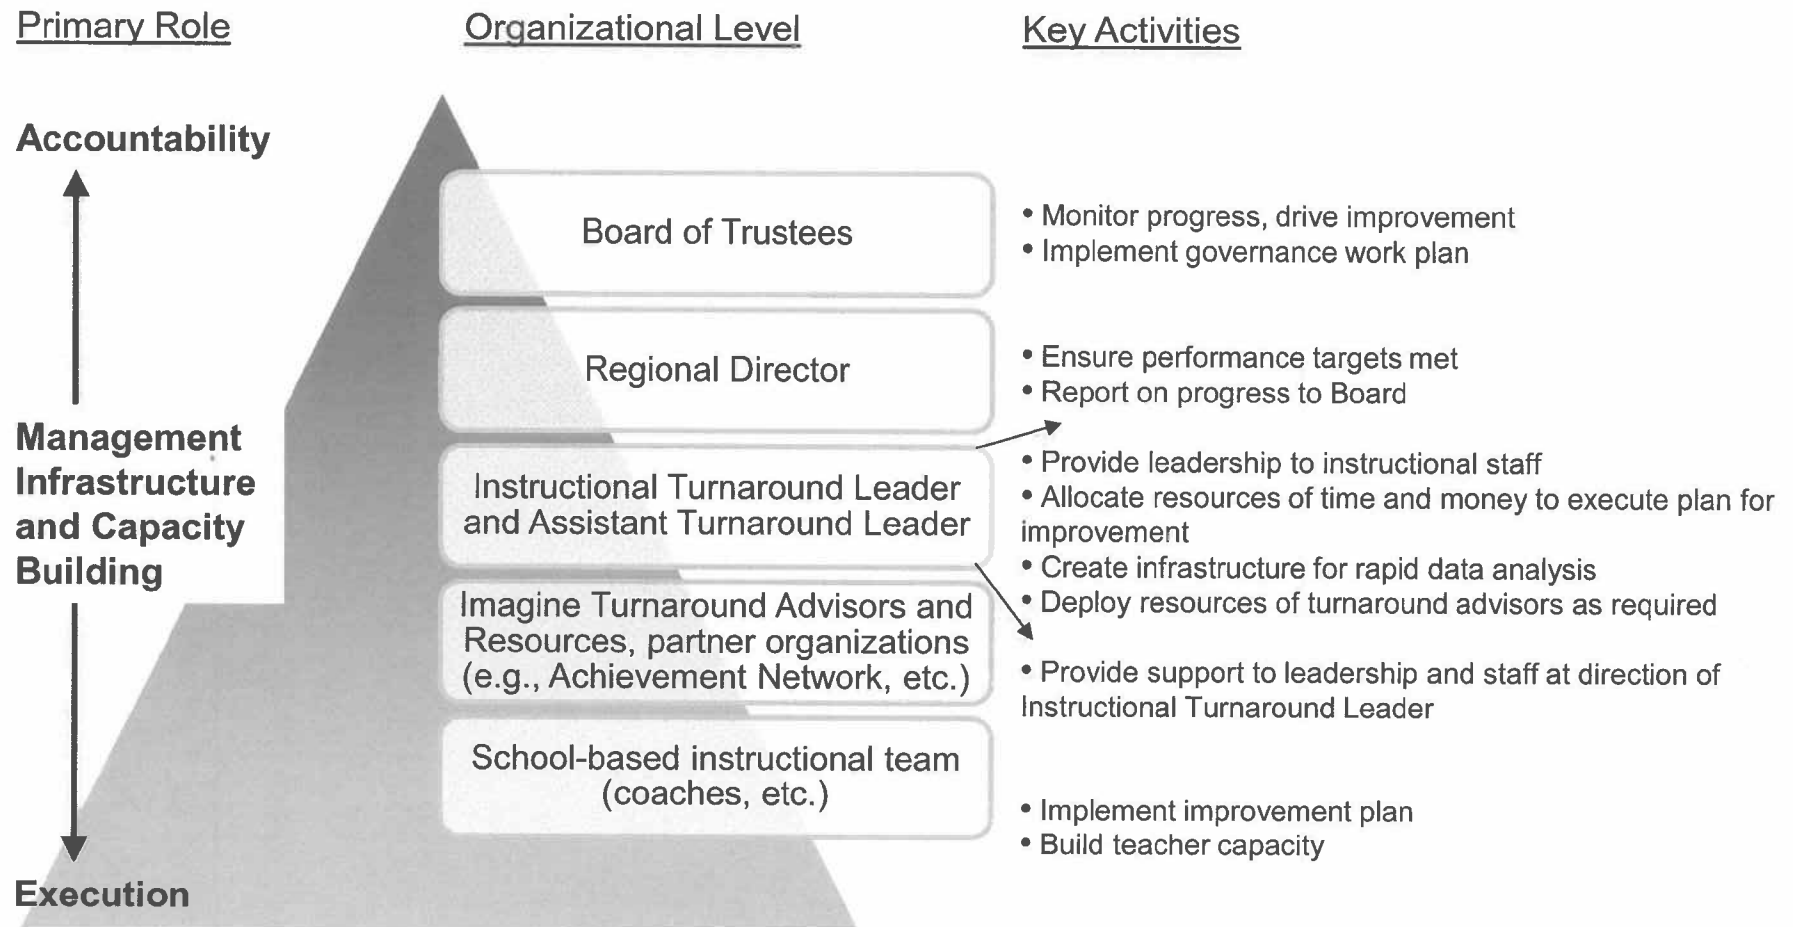 Primary Role
Organizational Level
Key Activities
Accountability
Management
Infrastructure
and Capacity
Building
Execution
Board of Trustees
• Monitor progress, drive improvement
• Implement governance work plan
Regional Director
• Ensure performance targets met
• Report on progress to Board
Instructional Turnaround Leader
and Assistant Turnaround Leader
• Provide leadership to instructional staff
• Allocate resources of time and money to execute plan for
improvement
• Create infrastructure for rapid data analysis
• Deploy resources of turnaround advisors as required
Imagine Turnaround Advisors and
Resources, partner organizations
(e.g., Achievement Network, etc.)
• Provide support to leadership and staff at direction of
Instructional Turnaround Leader
School-based instructional team
(coaches, etc.)
• Implement improvement plan
• Build teacher capacity